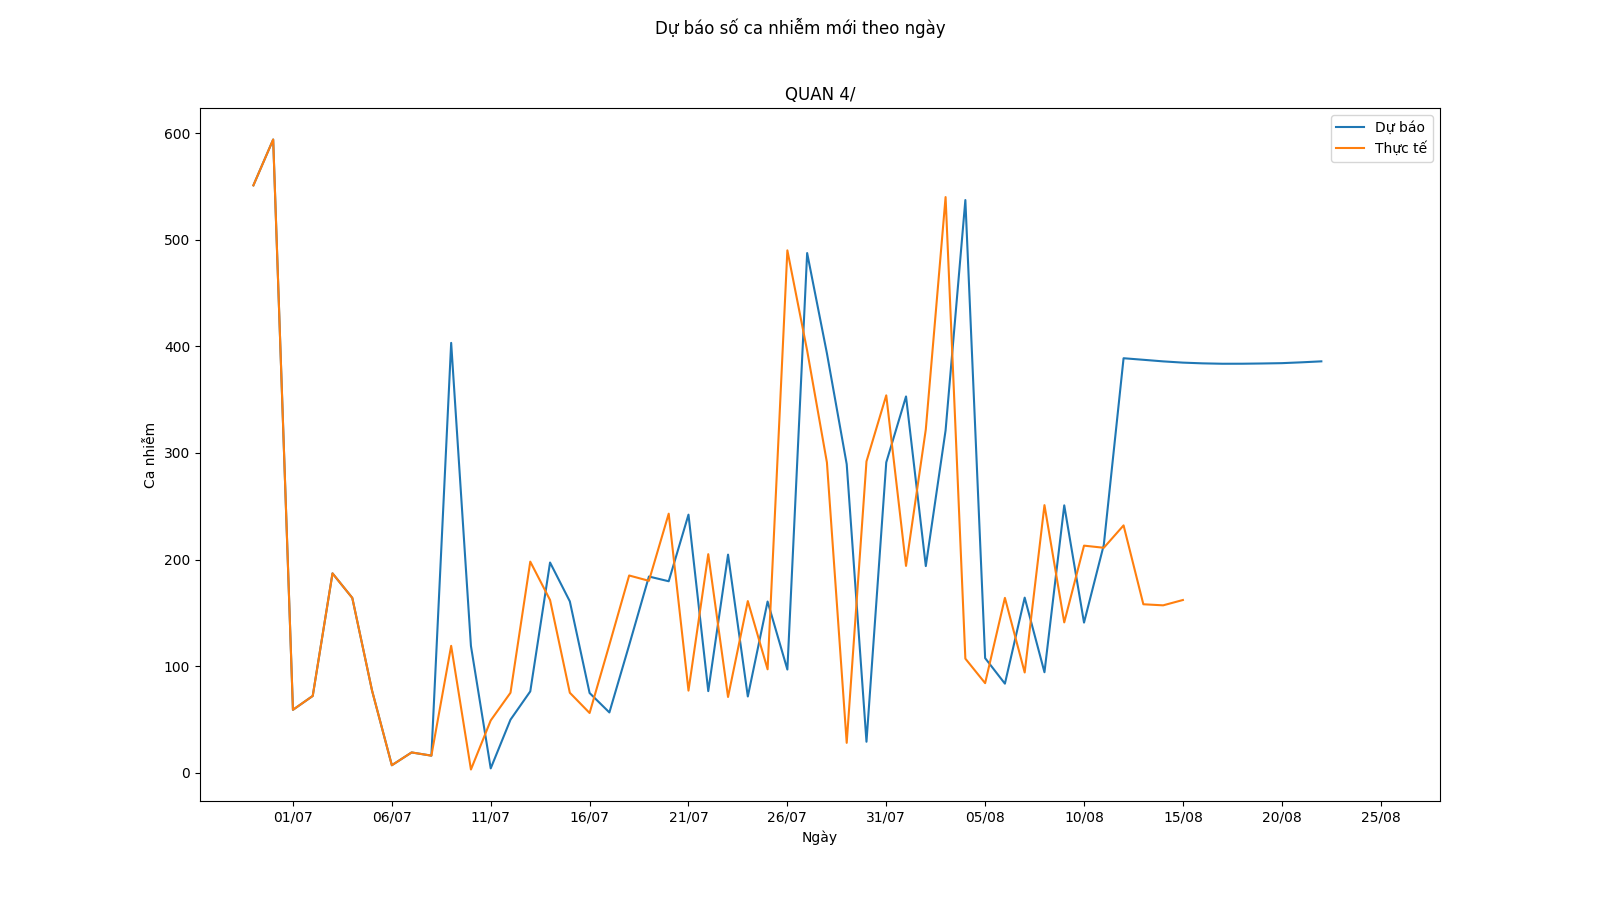 Dự báo số ca nhiễm mới theo ngày
QUAN 4/
Dự báo
Thực tế
600
500
400
300
200
100
0
Ca nhiễm
01/07 06/07 11/07 16/07 21/07 26/07 31/07 05/08 10/08 15/08 20/08 25/08
Ngày